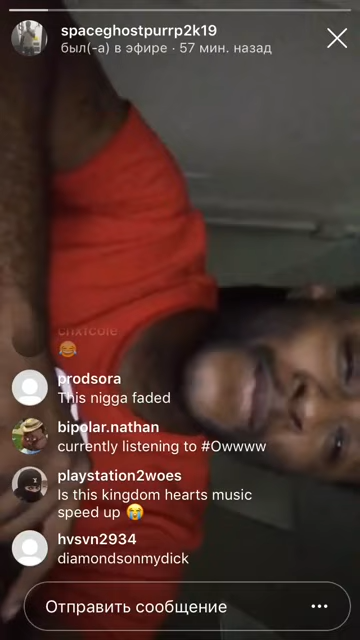 spaceghostpurrp2k19
был(-а) в эфире · 57 мин. назад
chxfcole
😂
prodsora
This nigga faded
bipolar.nathan
currently listening to #Owwww
playstation2woes
Is this kingdom hearts music
speed up 😭
hvsvn2934
diamondsonmydick
Отправить сообщение